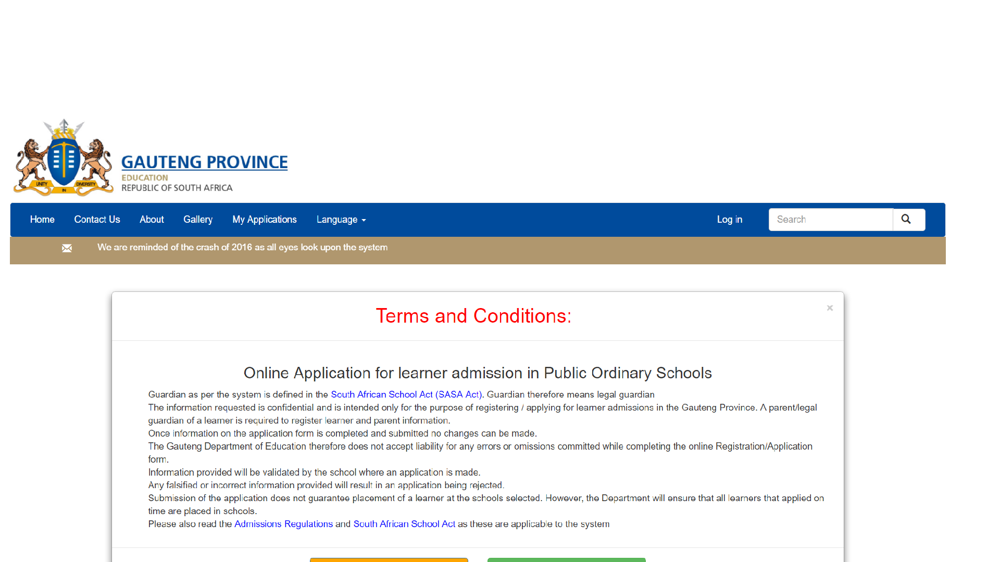 UNITY IN DIVERSITY
GAUTENG PROVINCE
EDUCATION
REPUBLIC OF SOUTH AFRICA
Home Contact Us About Gallery My Applications Language Log in Search
We are reminded of the crash of 2016 as all eyes look upon the system
Terms and Conditions: ×
Online Application for learner admission in Public Ordinary Schools
Guardian as per the system is defined in the South African School Act (SASA Act). Guardian therefore means legal guardian
The information requested is confidential and is intended only for the purpose of registering / applying for learner admissions in the Gauteng Province. A parent/legal
guardian of a learner is required to register learner and parent information.
Once information on the application form is completed and submitted no changes can be made.
The Gauteng Department of Education therefore does not accept liability for any errors or omissions committed while completing the online Registration/Application
form.
Information provided will be validated by the school where an application is made.
Any falsified or incorrect information provided will result in an application being rejected.
Submission of the application does not guarantee placement of a learner at the schools selected. However, the Department will ensure that all learners that applied on
time are placed in schools.
Please also read the Admissions Regulations and South African School Act as these are applicable to the system